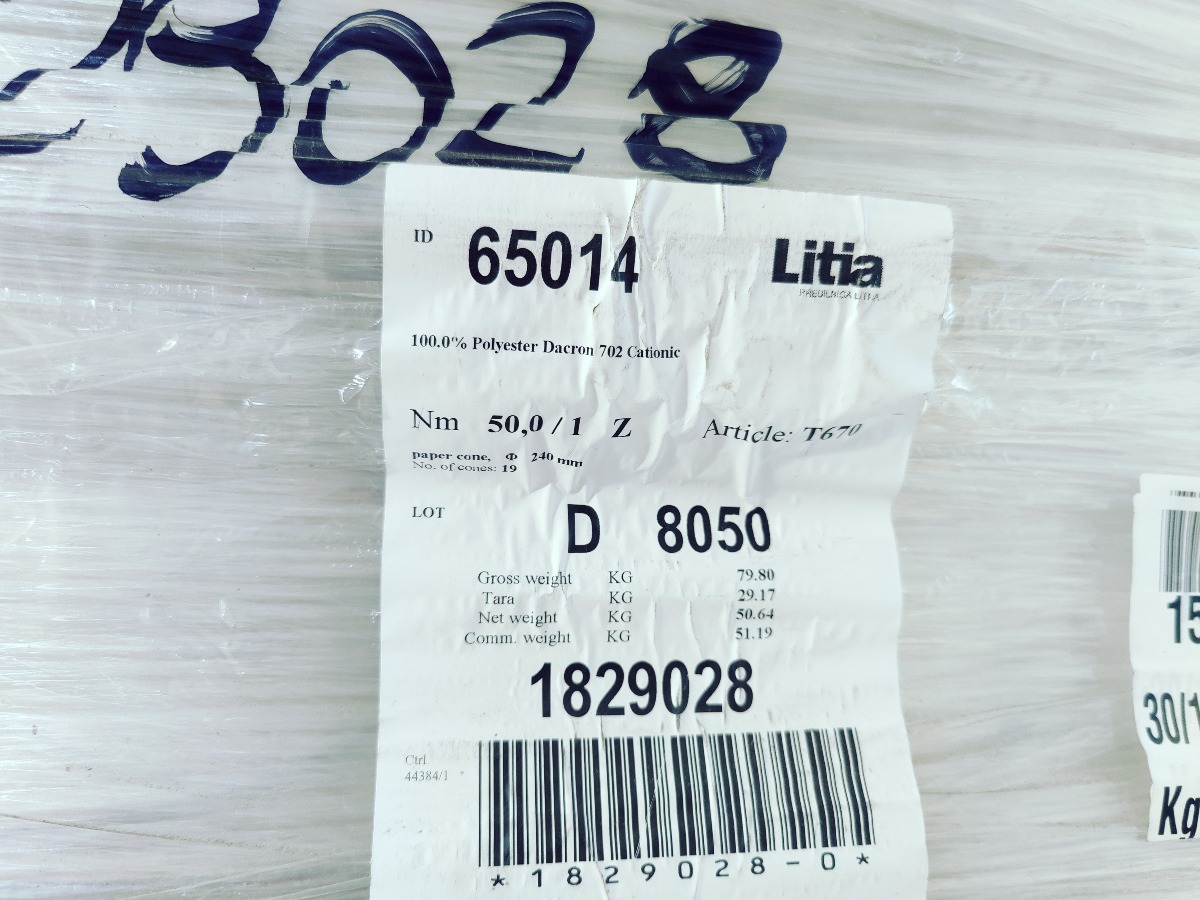 3028
ID 65014 Litia
PREDILNICA LITIJA
100.0% Polyester Dacron 702 Cationic
Nm 50,0 / 1 Z Article: T670
paper cone, Φ 240 mm
No. of cones: 19
LOT D 8050
Gross weight KG 79.80
Tara KG 29.17
Net weight KG 50.64
Comm. weight KG 51.19
1829028
Ctrl.
44384/1 *
*1829028-0*
15
30/1
Kg